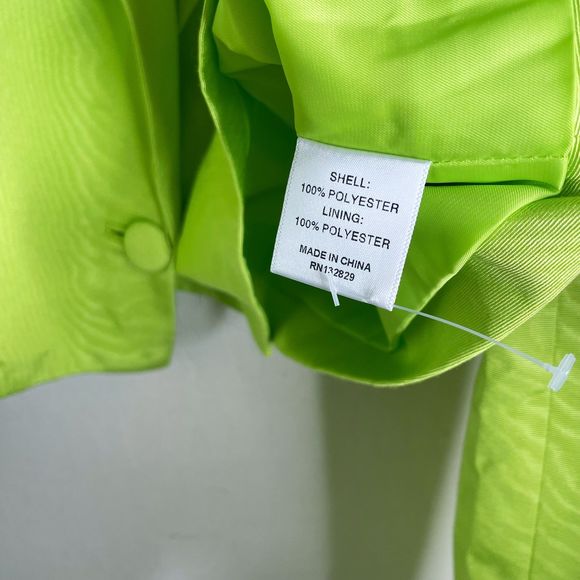 SHELL:
100% POLYESTER
LINING:
100% POLYESTER
MADE IN CHINA
RN132829